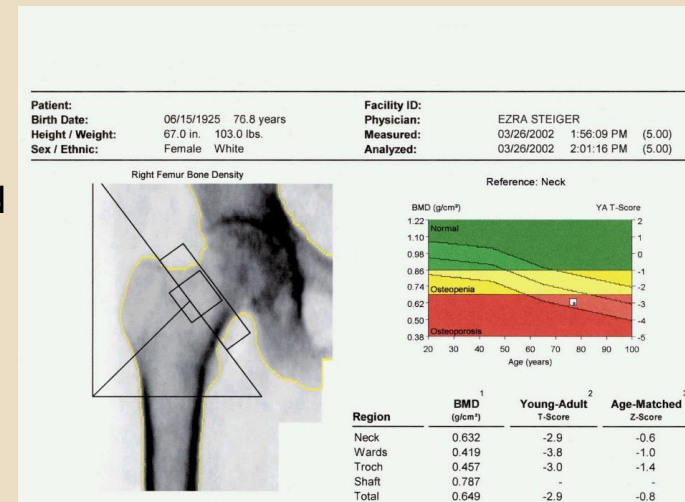 Patient: Facility ID:
Birth Date: 06/15/1925 76.8 years Physician: EZRA STEIGER
Height / Weight: 67.0 in. 103.0 lbs. Measured: 03/26/2002 1:56:09 PM (5.00)
Sex / Ethnic: Female White Analyzed: 03/26/2002 2:01:16 PM (5.00)
Right Femur Bone Density
Reference: Neck
BMD (g/cm²) YA T-Score
1.22 2
Normal
1.10 1
0.98 0
0.86 -1
0.74 -2
Osteopenia
0.62 -3
0.50 -4
Osteoporosis
0.38 -5
20 30 40 50 60 70 80 90 100
Age (years)
1 2 3
BMD Young-Adult Age-Matched
Region (g/cm²) T-Score Z-Score
Neck 0.632 -2.9 -0.6
Wards 0.419 -3.8 -1.0
Troch 0.457 -3.0 -1.4
Shaft 0.787 - -
Total 0.649 -2.9 -0.8